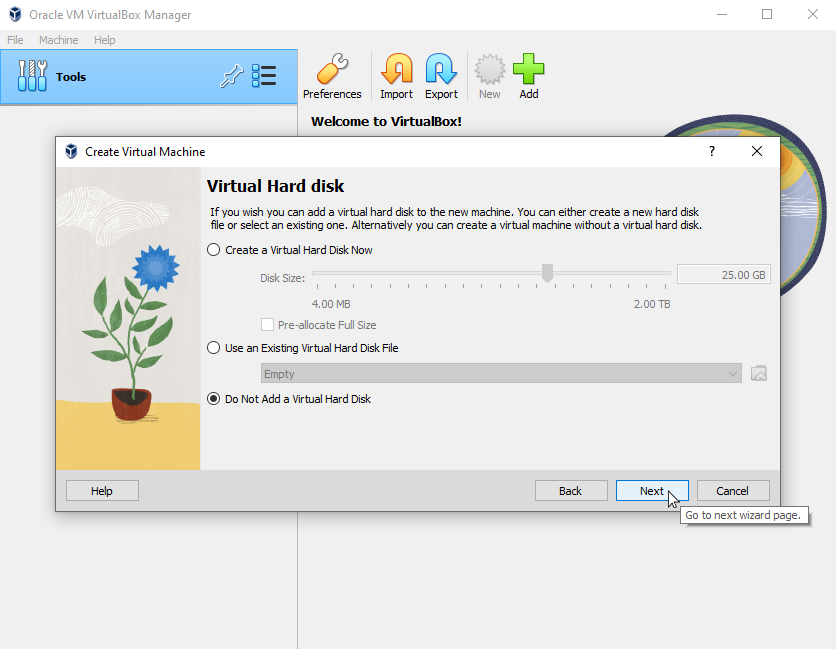 Oracle VM VirtualBox Manager
File Machine Help
Tools
Preferences Import Export New Add
Welcome to VirtualBox!
Create Virtual Machine
?
Virtual Hard disk
If you wish you can add a virtual hard disk to the new machine. You can either create a new hard disk
file or select an existing one. Alternatively you can create a virtual machine without a virtual hard disk.
Create a Virtual Hard Disk Now
Disk Size: 25.00 GB
4.00 MB 2.00 TB
Pre-allocate Full Size
Use an Existing Virtual Hard Disk File
Empty
Do Not Add a Virtual Hard Disk
Help Back Next Cancel
Go to next wizard page.